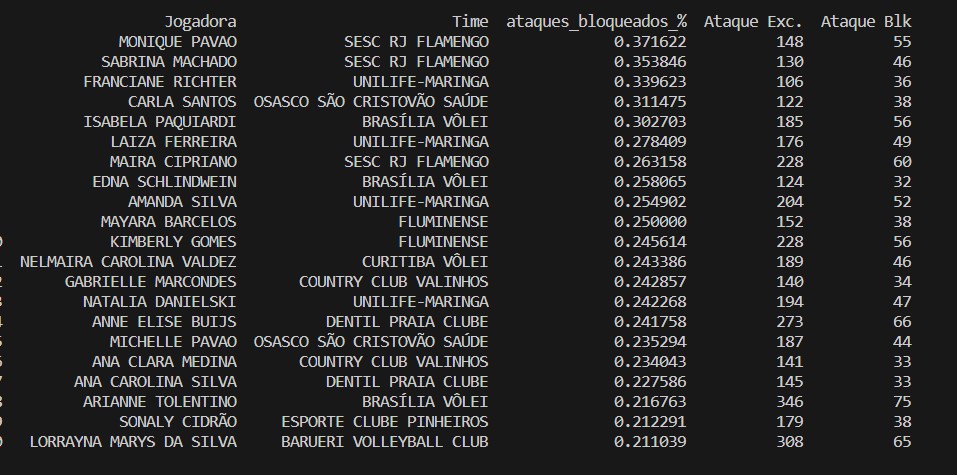 Jogadora Time ataques_bloqueados_% Ataque Exc. Ataque Blk
MONIQUE PAVAO SESC RJ FLAMENGO 0.371622 148 55
SABRINA MACHADO SESC RJ FLAMENGO 0.353846 130 46
FRANCIANE RICHTER UNILIFE-MARINGA 0.339623 106 36
CARLA SANTOS OSASCO SÃO CRISTOVÃO SAÚDE 0.311475 122 38
ISABELA PAQUIARDI BRASÍLIA VÔLEI 0.302703 185 56
LAIZA FERREIRA UNILIFE-MARINGA 0.278409 176 49
MAIRA CIPRIANO SESC RJ FLAMENGO 0.263158 228 60
EDNA SCHLINDWEIN BRASÍLIA VÔLEI 0.258065 124 32
AMANDA SILVA UNILIFE-MARINGA 0.254902 204 52
MAYARA BARCELOS FLUMINENSE 0.250000 152 38
KIMBERLY GOMES FLUMINENSE 0.245614 228 56
NELMAIRA CAROLINA VALDEZ CURITIBA VÔLEI 0.243386 189 46
GABRIELLE MARCONDES COUNTRY CLUB VALINHOS 0.242857 140 34
NATALIA DANIELSKI UNILIFE-MARINGA 0.242268 194 47
ANNE ELISE BUIJS DENTIL PRAIA CLUBE 0.241758 273 66
MICHELLE PAVAO OSASCO SÃO CRISTOVÃO SAÚDE 0.235294 187 44
ANA CLARA MEDINA COUNTRY CLUB VALINHOS 0.234043 141 33
ANA CAROLINA SILVA DENTIL PRAIA CLUBE 0.227586 145 33
ARIANNE TOLENTINO BRASÍLIA VÔLEI 0.216763 346 75
SONALY CIDRÃO ESPORTE CLUBE PINHEIROS 0.212291 179 38
LORRAYNA MARYS DA SILVA BARUERI VOLLEYBALL CLUB 0.211039 308 65